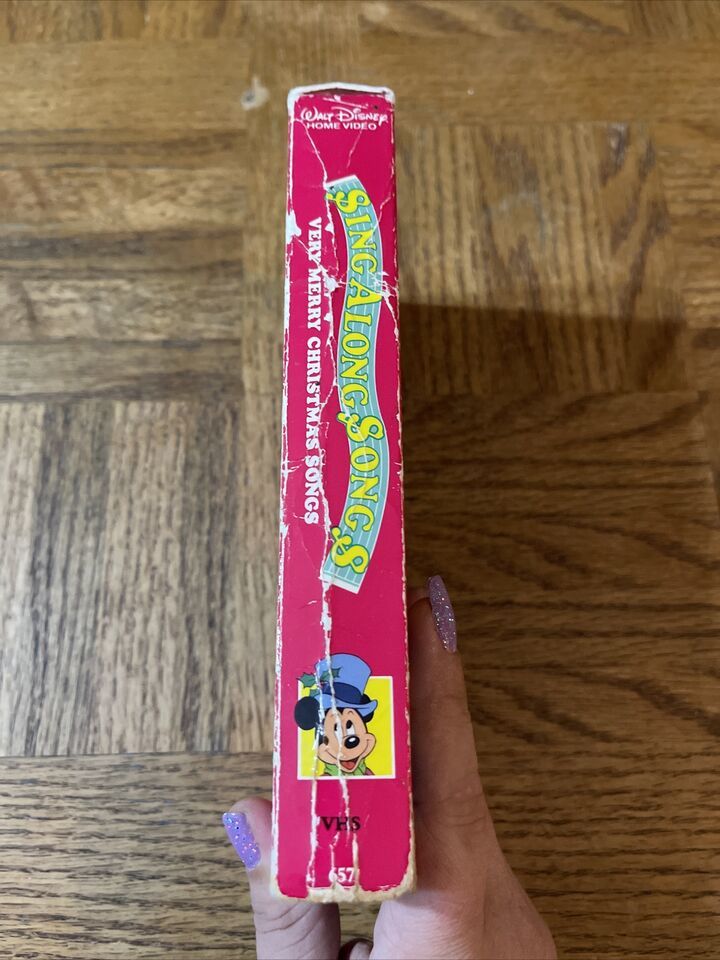 Walt Disney
HOME VIDEO
SING ALONG SONGS
VERY MERRY CHRISTMAS SONGS
VHS
657